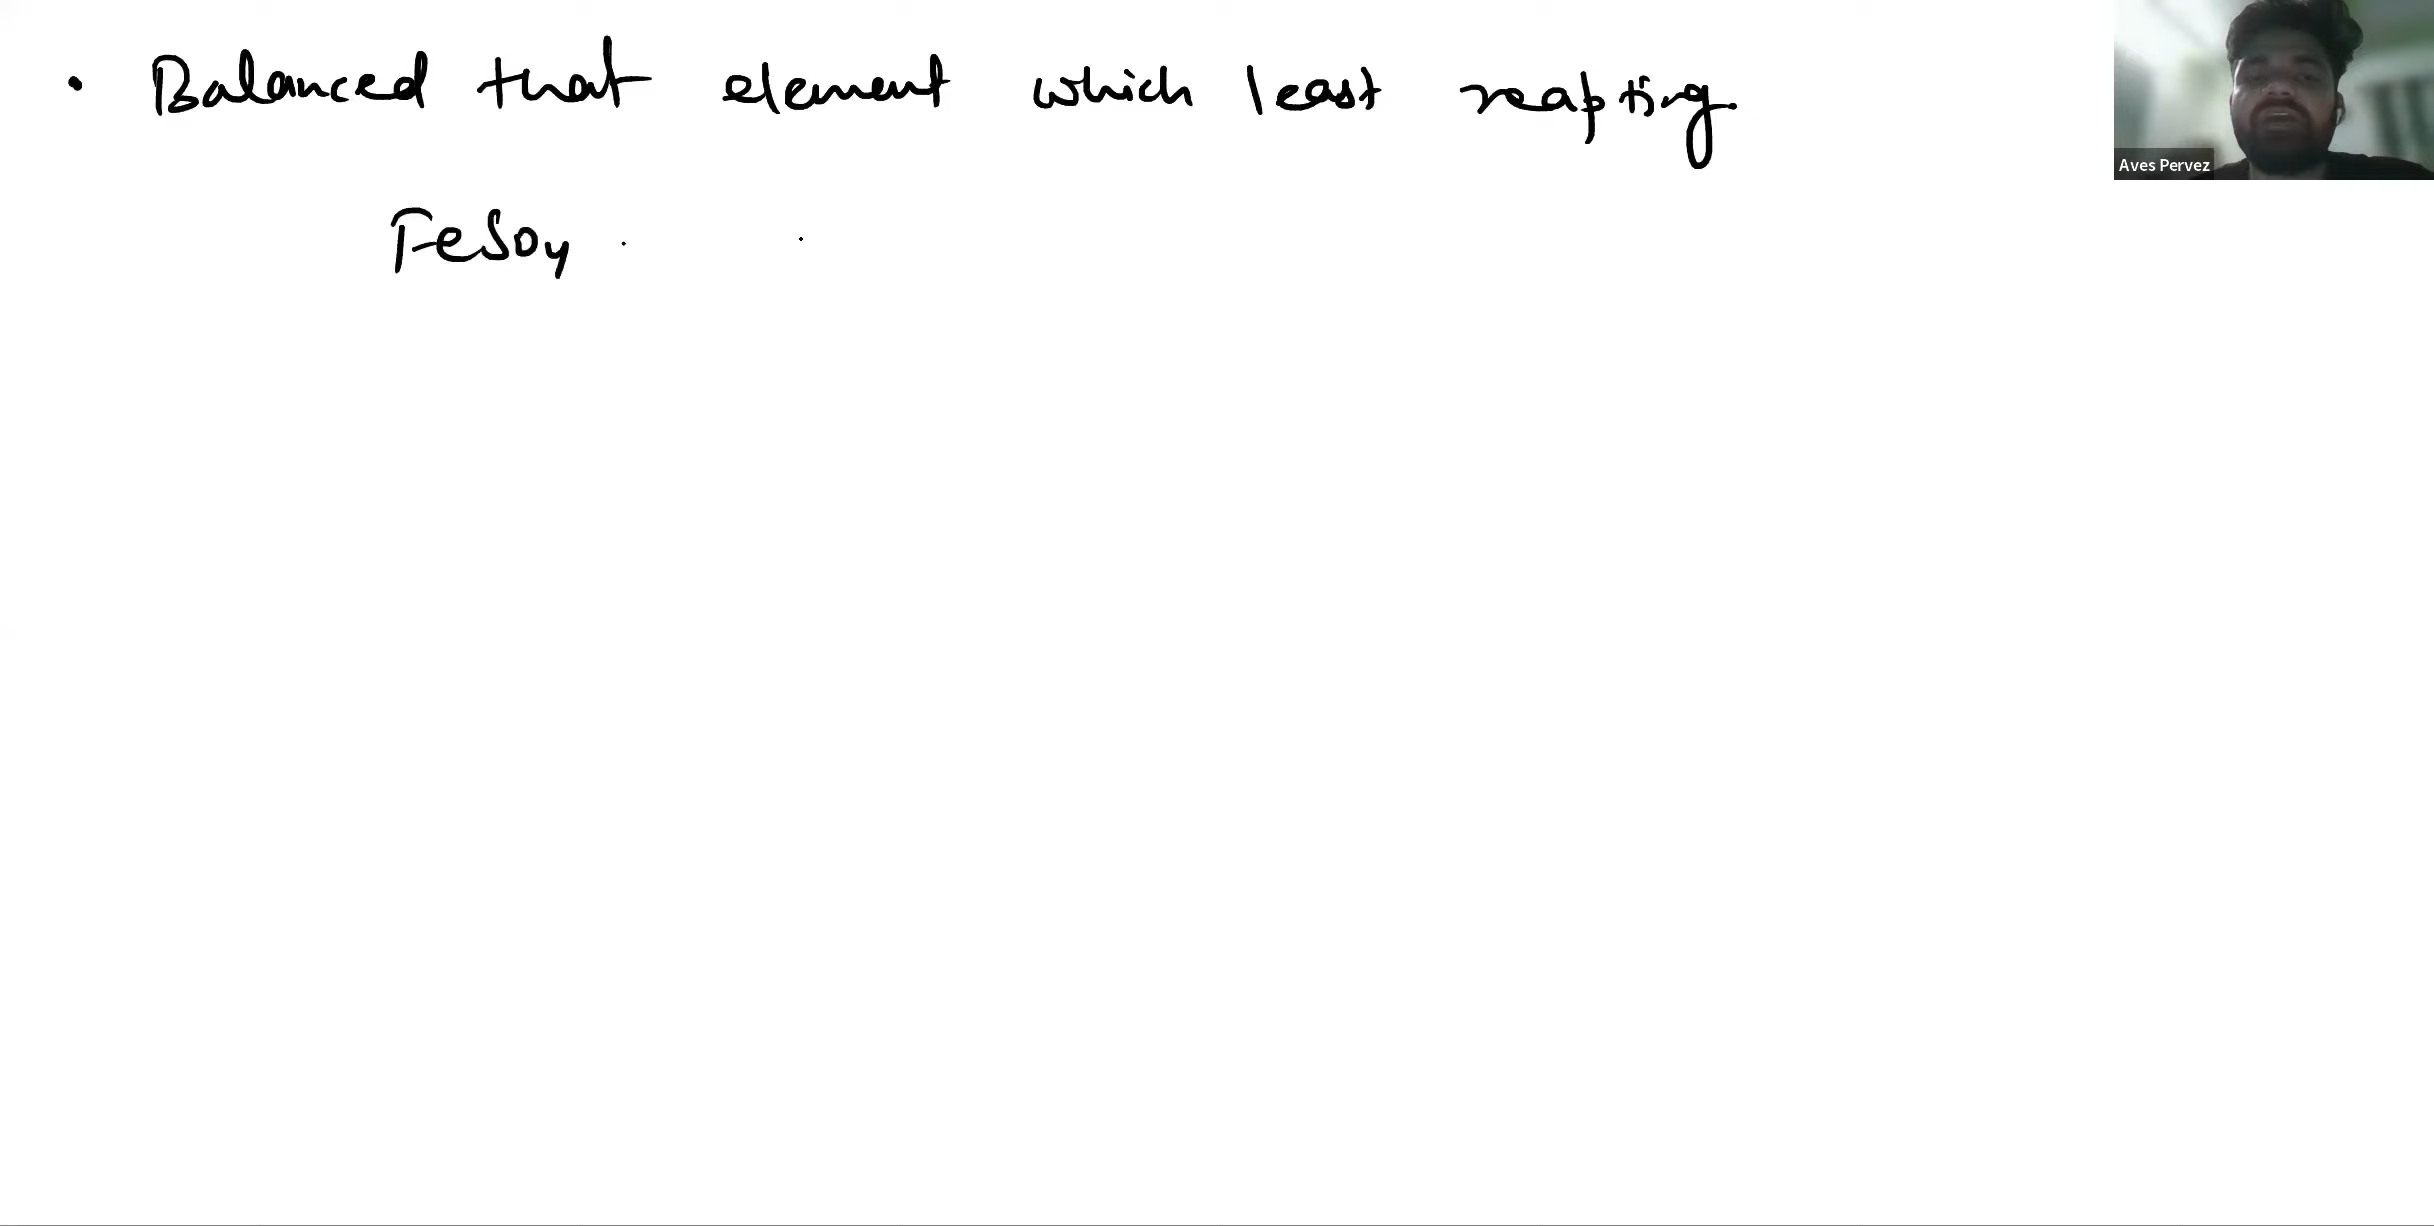 • Balanced that element which least reapting.
Aves Pervez
FeSO4